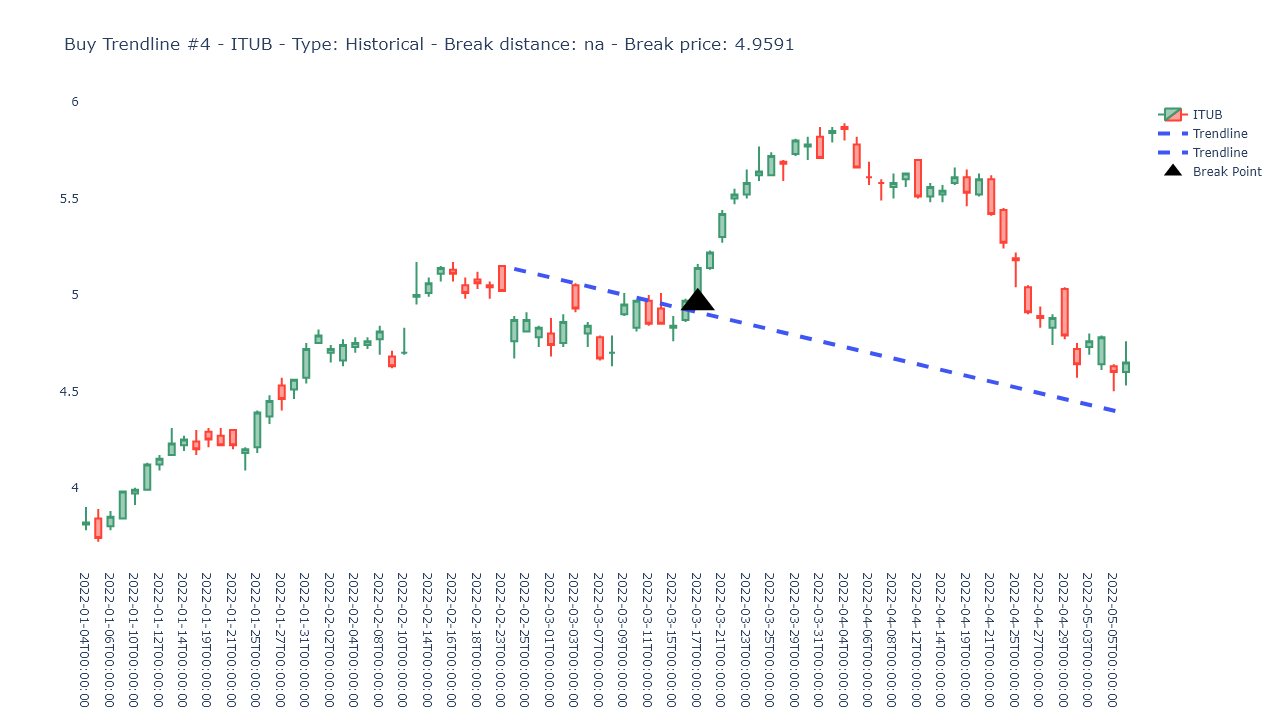 Buy Trendline #4 - ITUB - Type: Historical - Break distance: na - Break price: 4.9591
6
5.5
5
4.5
4
ITUB
Trendline
Trendline
Break Point
2022-01-04T00:00:00
2022-01-06T00:00:00
2022-01-10T00:00:00
2022-01-12T00:00:00
2022-01-14T00:00:00
2022-01-19T00:00:00
2022-01-21T00:00:00
2022-01-25T00:00:00
2022-01-27T00:00:00
2022-01-31T00:00:00
2022-02-02T00:00:00
2022-02-04T00:00:00
2022-02-08T00:00:00
2022-02-10T00:00:00
2022-02-14T00:00:00
2022-02-16T00:00:00
2022-02-18T00:00:00
2022-02-23T00:00:00
2022-02-25T00:00:00
2022-03-01T00:00:00
2022-03-03T00:00:00
2022-03-07T00:00:00
2022-03-09T00:00:00
2022-03-11T00:00:00
2022-03-15T00:00:00
2022-03-17T00:00:00
2022-03-21T00:00:00
2022-03-23T00:00:00
2022-03-25T00:00:00
2022-03-29T00:00:00
2022-03-31T00:00:00
2022-04-04T00:00:00
2022-04-06T00:00:00
2022-04-08T00:00:00
2022-04-12T00:00:00
2022-04-14T00:00:00
2022-04-19T00:00:00
2022-04-21T00:00:00
2022-04-25T00:00:00
2022-04-27T00:00:00
2022-04-29T00:00:00
2022-05-03T00:00:00
2022-05-05T00:00:00